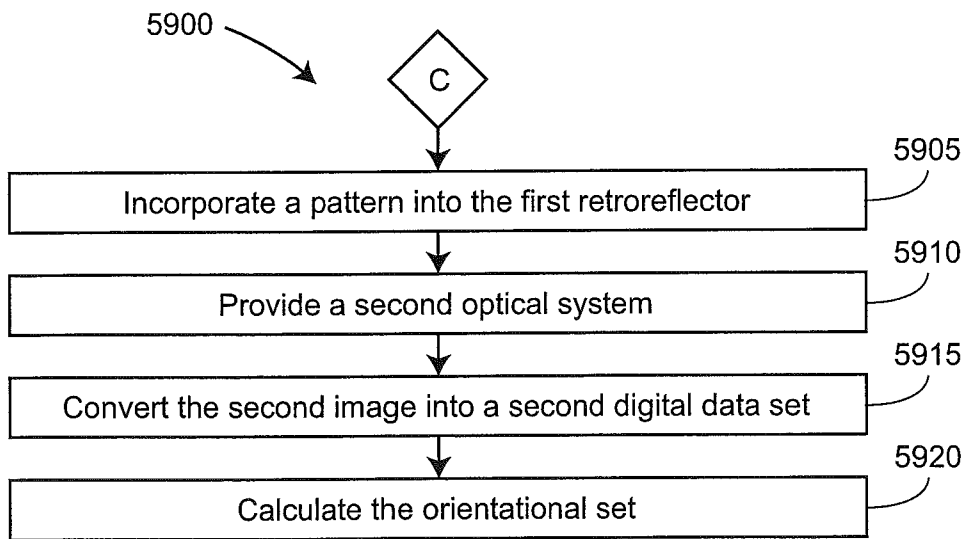 5900
C
5905
Incorporate a pattern into the first retroreflector
5910
Provide a second optical system
5915
Convert the second image into a second digital data set
5920
Calculate the orientational set